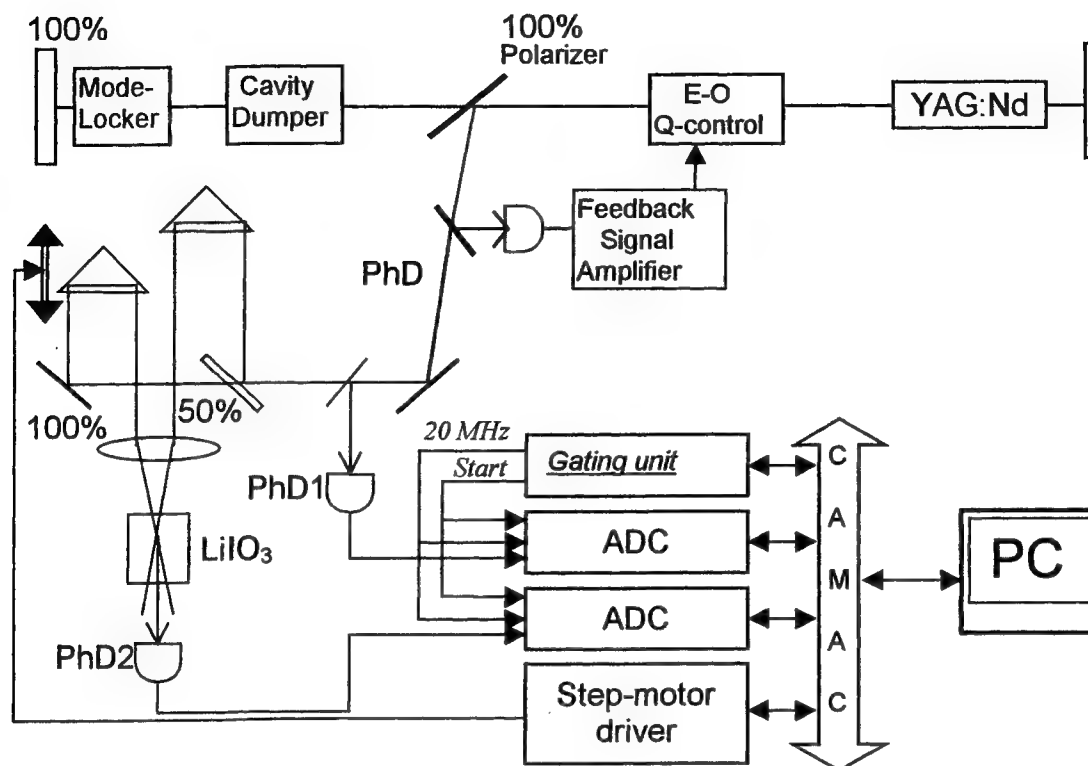 100%
100%
Polarizer
Mode-
Locker
Cavity
Dumper
E-O
Q-control
YAG:Nd
Feedback
Signal
Amplifier
PhD
100%
50%
20 MHz
Start
Gating unit
PhD1
ADC
LiIO3
ADC
PhD2
Step-motor
driver
C
A
M
A
C
PC